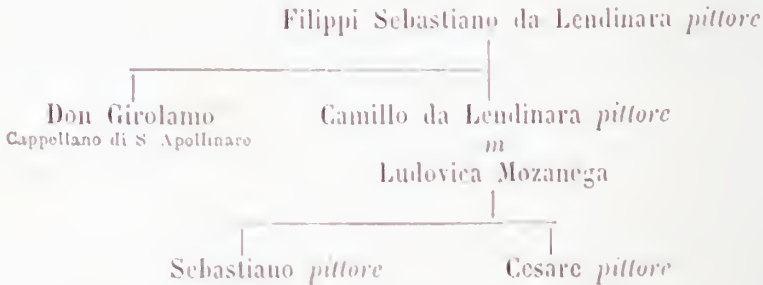 Filippi Sebastiano da Lendinara pittore
Don Girolamo
Camillo da Lendinara pittore
Cappellano di S Apollinare
m
Ludovica Mozanega
Sebastiano pittore
Cesare pittore